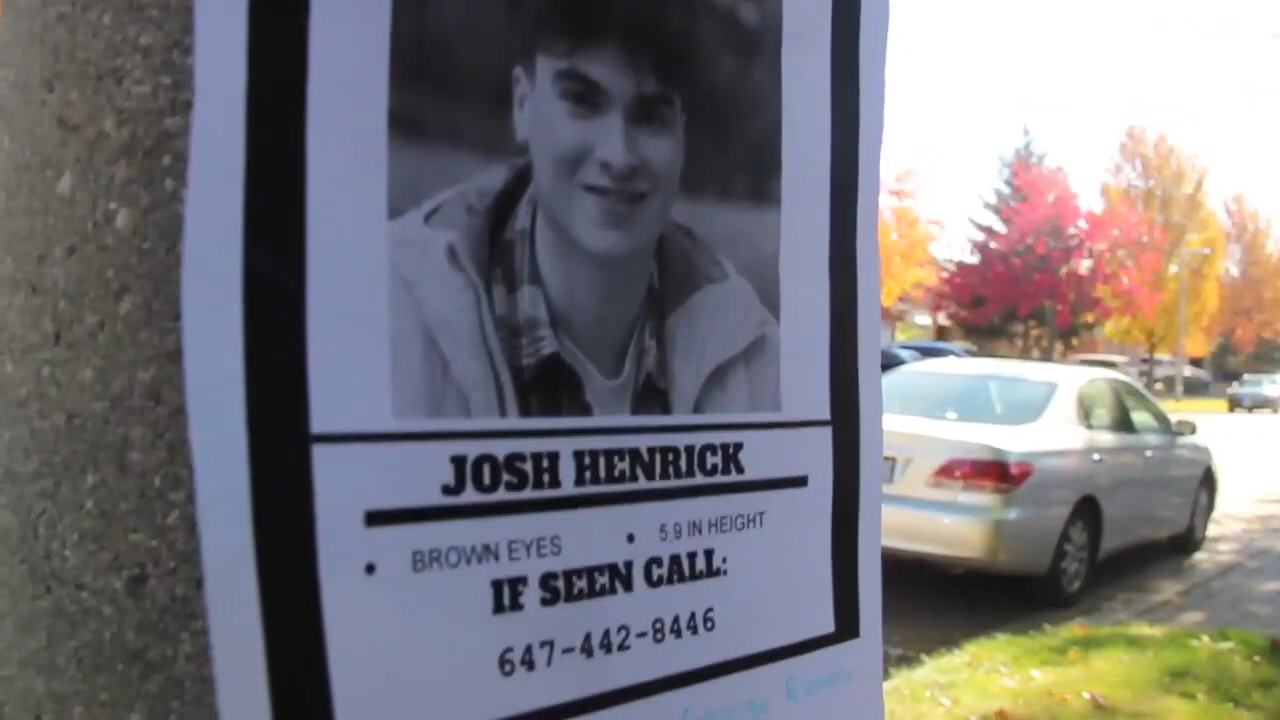 JOSH HENRICK
• BROWN EYES • 5,9 IN HEIGHT
IF SEEN CALL:
647-442-8446